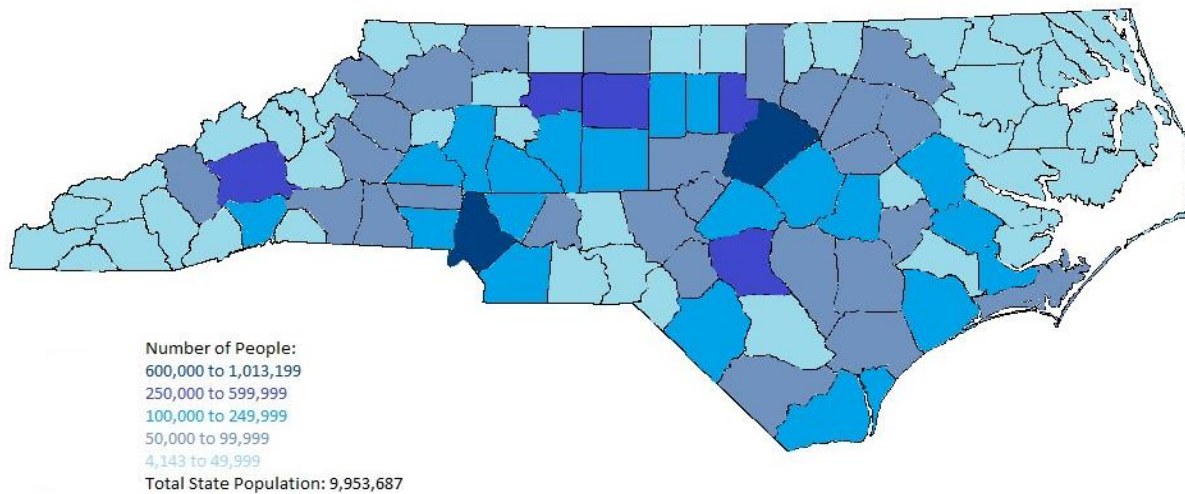 Number of People:
600,000 to 1,013,199
250,000 to 599,999
100,000 to 249,999
50,000 to 99,999
4,143 to 49,999
Total State Population: 9,953,687